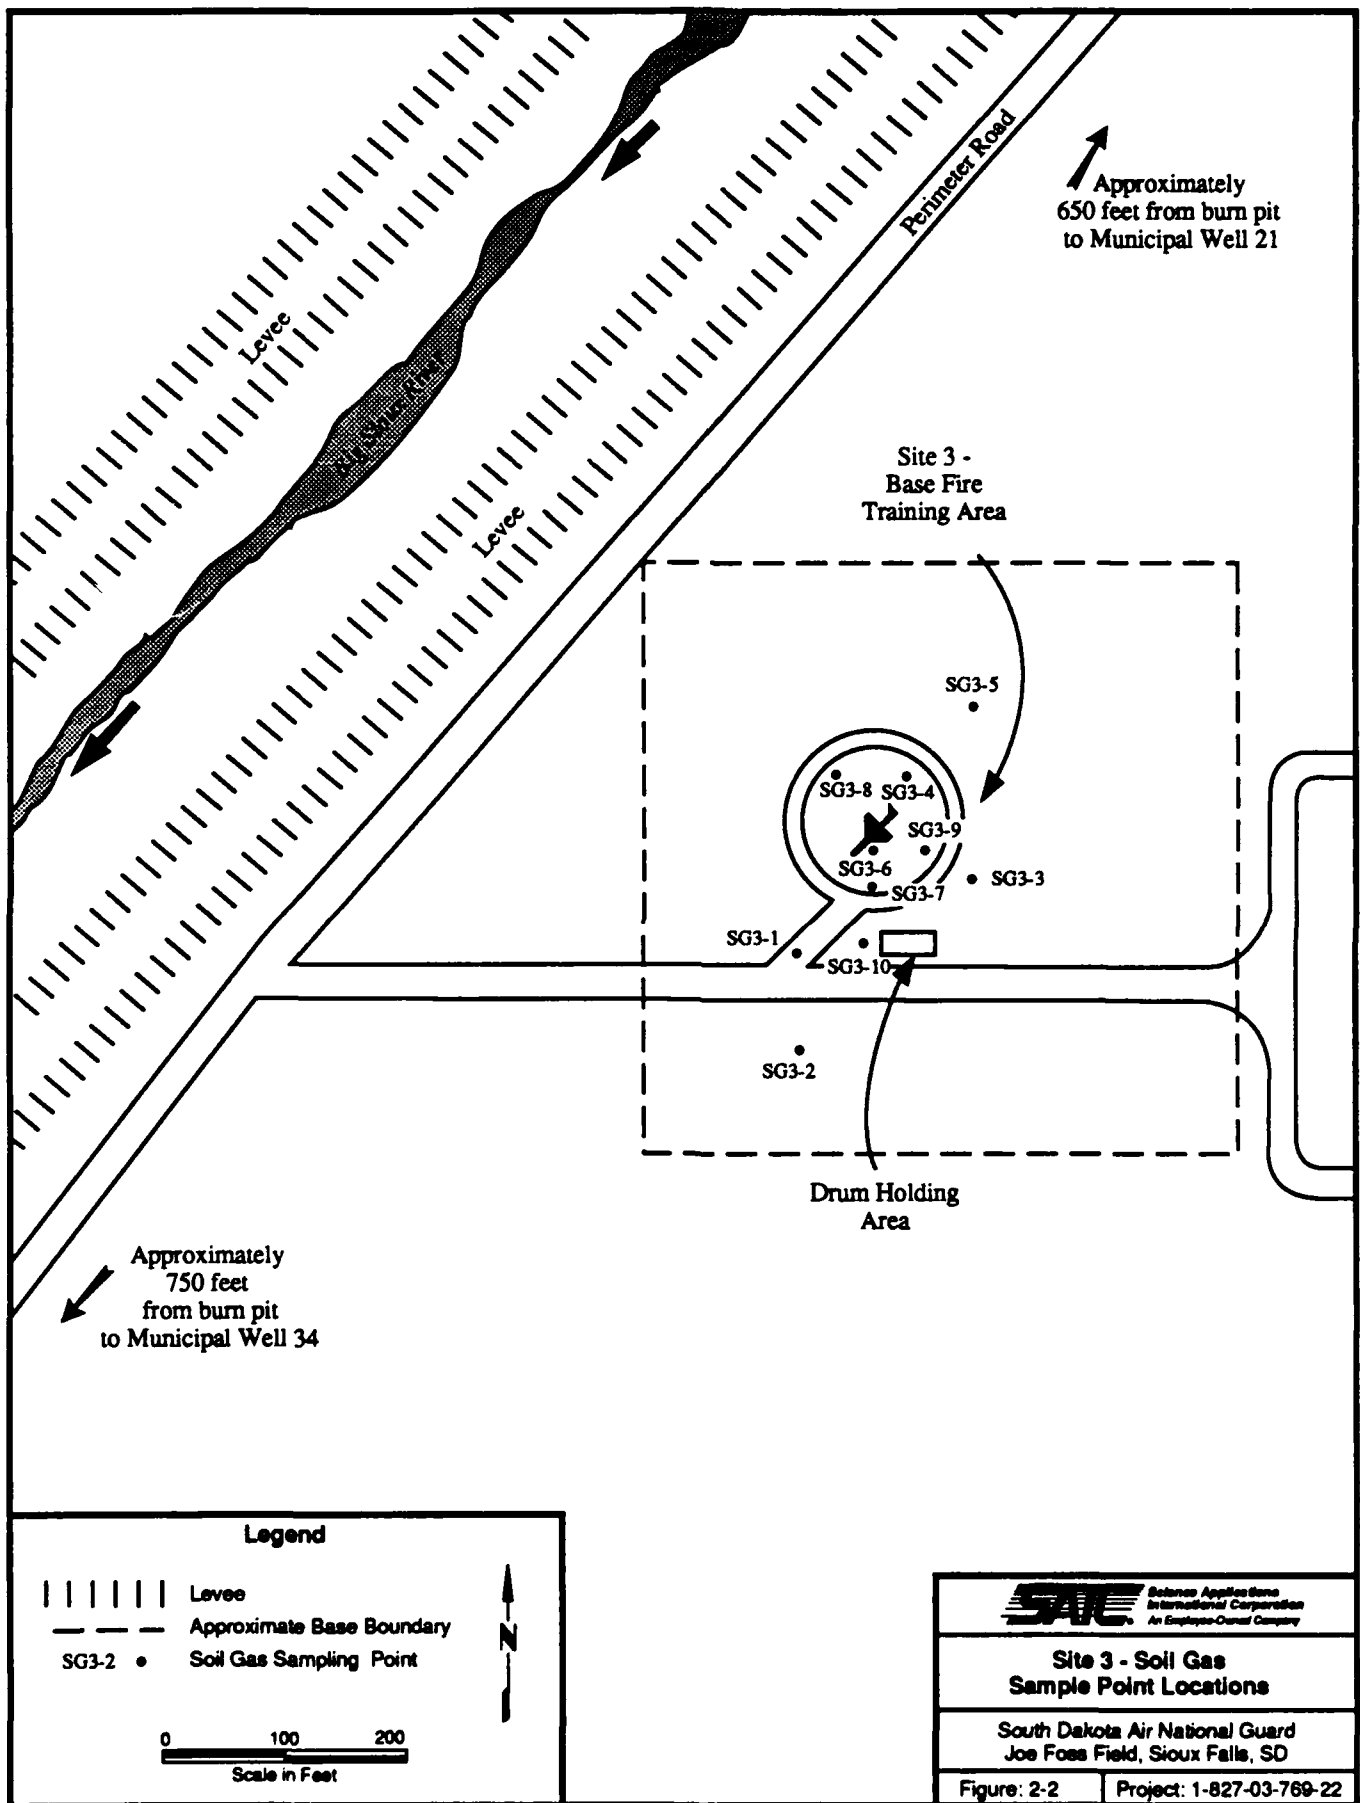 Perimeter Road
Approximately
650 feet from burn pit
to Municipal Well 21
Levee
Big Sioux River
Levee
Site 3 -
Base Fire
Training Area
SG3-5
SG3-8
SG3-4
SG3-9
SG3-6
SG3-7
SG3-3
SG3-1
SG3-10
SG3-2
Drum Holding
Area
Approximately
750 feet
from burn pit
to Municipal Well 34
Legend
Levee
Approximate Base Boundary
SG3-2 • Soil Gas Sampling Point
N
0 100 200
Scale in Feet
SAIC
Science Applications
International Corporation
An Employee-Owned Company
Site 3 - Soil Gas
Sample Point Locations
South Dakota Air National Guard
Joe Foss Field, Sioux Falls, SD
Figure: 2-2
Project: 1-827-03-769-22